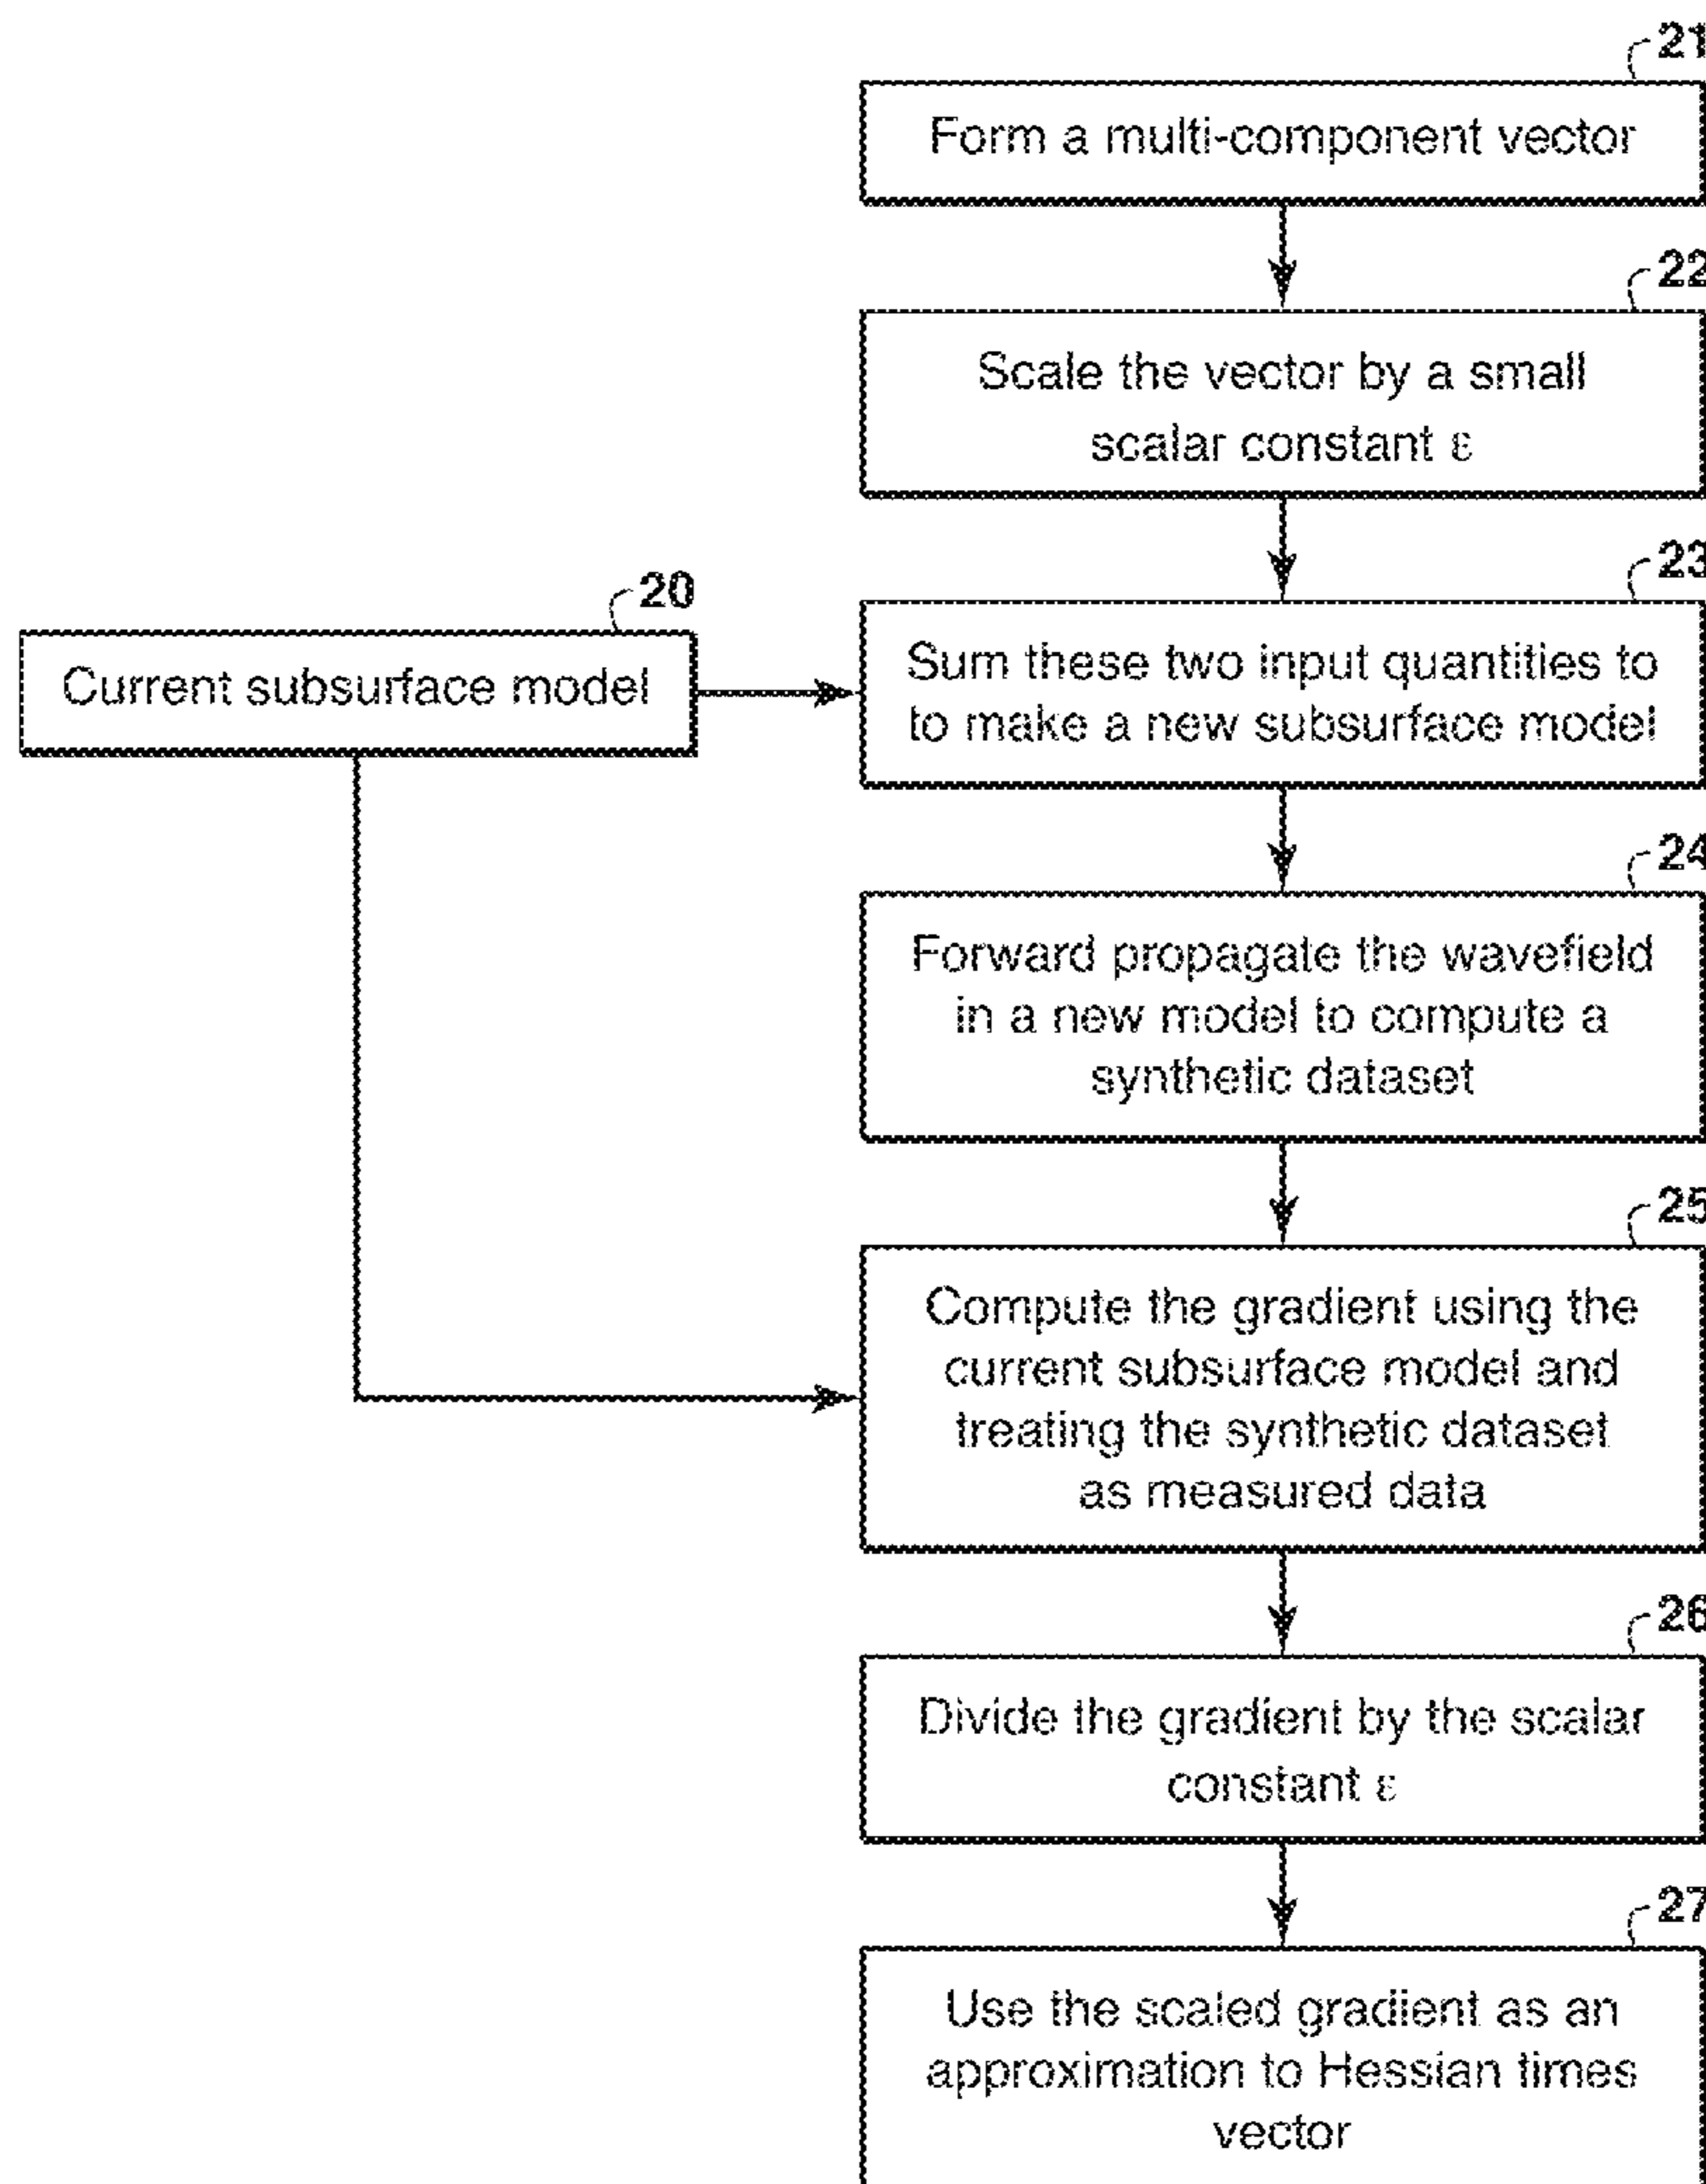 21
Form a multi-component vector
22
Scale the vector by a small
scalar constant ε
23
20
Current subsurface model
Sum these two input quantities to
to make a new subsurface model
24
Forward propagate the wavefield
in a new model to compute a
synthetic dataset
25
Compute the gradient using the
current subsurface model and
treating the synthetic dataset
as measured data
26
Divide the gradient by the scalar
constant ε
27
Use the scaled gradient as an
approximation to Hessian times
vector